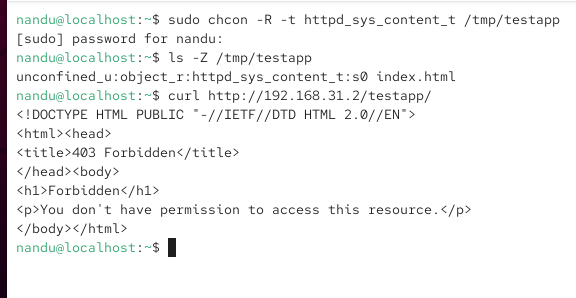 nandu@localhost:~$ sudo chcon -R -t httpd_sys_content_t /tmp/testapp
[sudo] password for nandu:
nandu@localhost:~$ ls -Z /tmp/testapp
unconfined_u:object_r:httpd_sys_content_t:s0 index.html
nandu@localhost:~$ curl http://192.168.31.2/testapp/
<!DOCTYPE HTML PUBLIC "-//IETF//DTD HTML 2.0//EN">
<html><head>
<title>403 Forbidden</title>
</head><body>
<h1>Forbidden</h1>
<p>You don't have permission to access this resource.</p>
</body></html>
nandu@localhost:~$